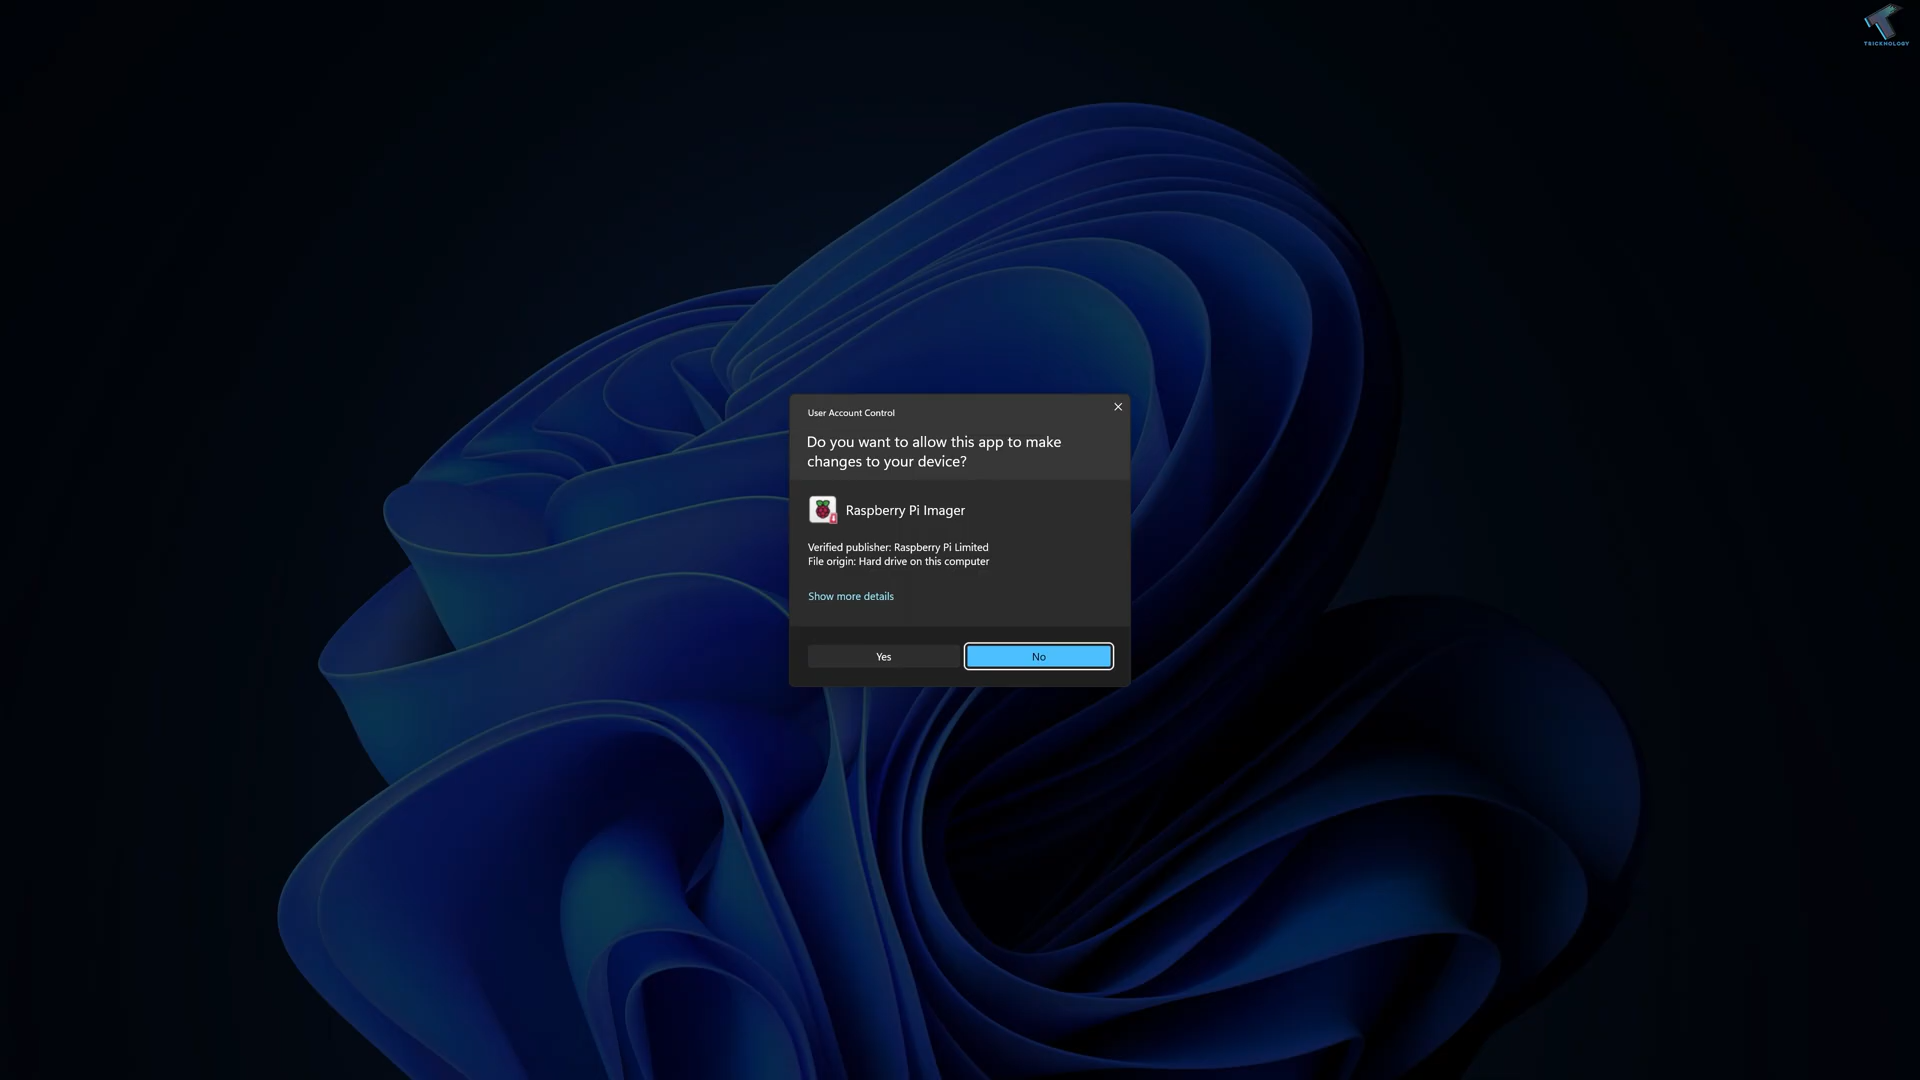 TRICKNOLOGY
User Account Control
Do you want to allow this app to make
changes to your device?
Raspberry Pi Imager
Verified publisher: Raspberry Pi Limited
File origin: Hard drive on this computer
Show more details
Yes No